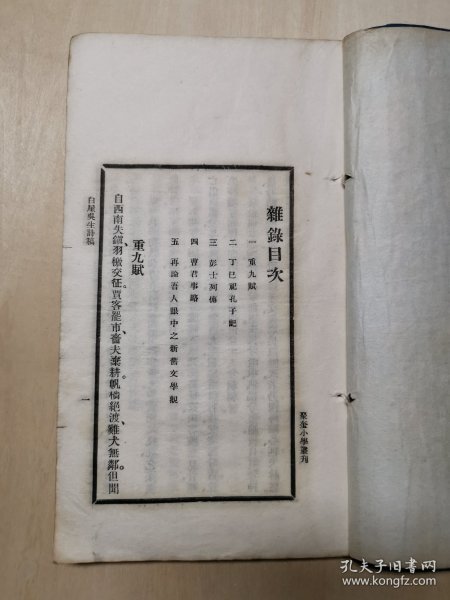 聚奎小學叢刊
雜錄目次
一 重九賦
二 丁巳祀孔子記
三 彭士列傳
四 曹君事略
五 再論吾人眼中之新舊文學觀
重九賦
自西南失鎮、羽檄交征。賈客罷市、嗇夫棄耕。帆檣絕渡、雞犬無鄰。但聞
白屋吳生詩稿
孔夫子旧书网
www.kongfz.com